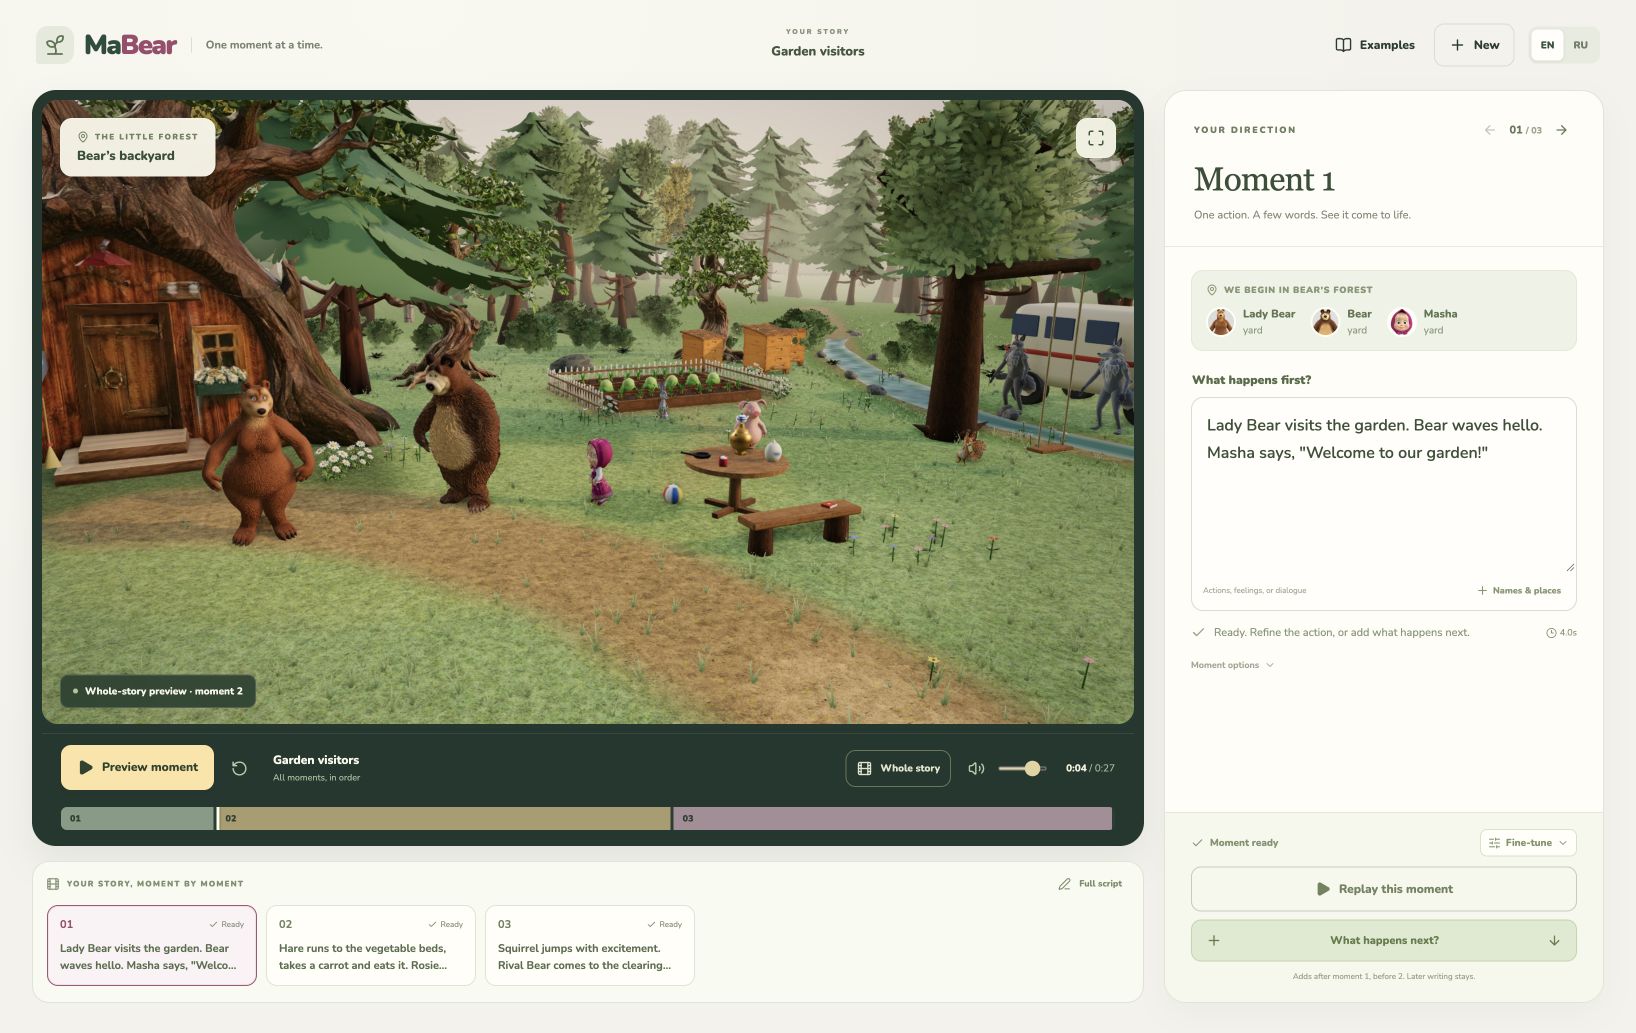 MaBear
One moment at a time.
YOUR STORY
Garden visitors
Examples
New
EN
RU
THE LITTLE FOREST
Bear's backyard
Whole-story preview · moment 2
Preview moment
Garden visitors
All moments, in order
Whole story
0:04 / 0:27
01
02
03
YOUR STORY, MOMENT BY MOMENT
Full script
01
Ready
Lady Bear visits the garden. Bear
waves hello. Masha says, "Welco...
02
Ready
Hare runs to the vegetable beds,
takes a carrot and eats it. Rosie...
03
Ready
Squirrel jumps with excitement.
Rival Bear comes to the clearing...
YOUR DIRECTION
01 / 03
Moment 1
One action. A few words. See it come to life.
WE BEGIN IN BEAR'S FOREST
Lady Bear
yard
Bear
yard
Masha
yard
What happens first?
Lady Bear visits the garden. Bear waves hello.
Masha says, "Welcome to our garden!"
Actions, feelings, or dialogue
Names & places
Ready. Refine the action, or add what happens next.
4.0s
Moment options
Moment ready
Fine-tune
Replay this moment
What happens next?
Adds after moment 1, before 2. Later writing stays.